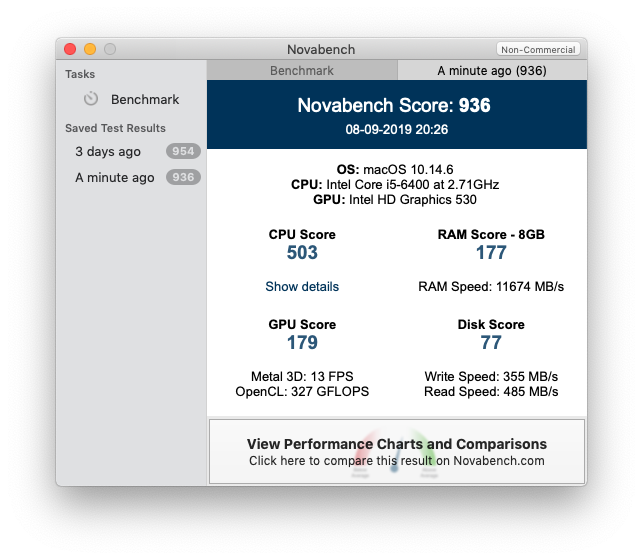 Novabench
Non-Commercial
Tasks
Benchmark
Saved Test Results
3 days ago 954
A minute ago 936
Benchmark
A minute ago (936)
Novabench Score: 936
08-09-2019 20:26
OS: macOS 10.14.6
CPU: Intel Core i5-6400 at 2.71GHz
GPU: Intel HD Graphics 530
CPU Score
503
Show details
RAM Score - 8GB
177
RAM Speed: 11674 MB/s
GPU Score
179
Metal 3D: 13 FPS
OpenCL: 327 GFLOPS
Disk Score
77
Write Speed: 355 MB/s
Read Speed: 485 MB/s
View Performance Charts and Comparisons
Click here to compare this result on Novabench.com